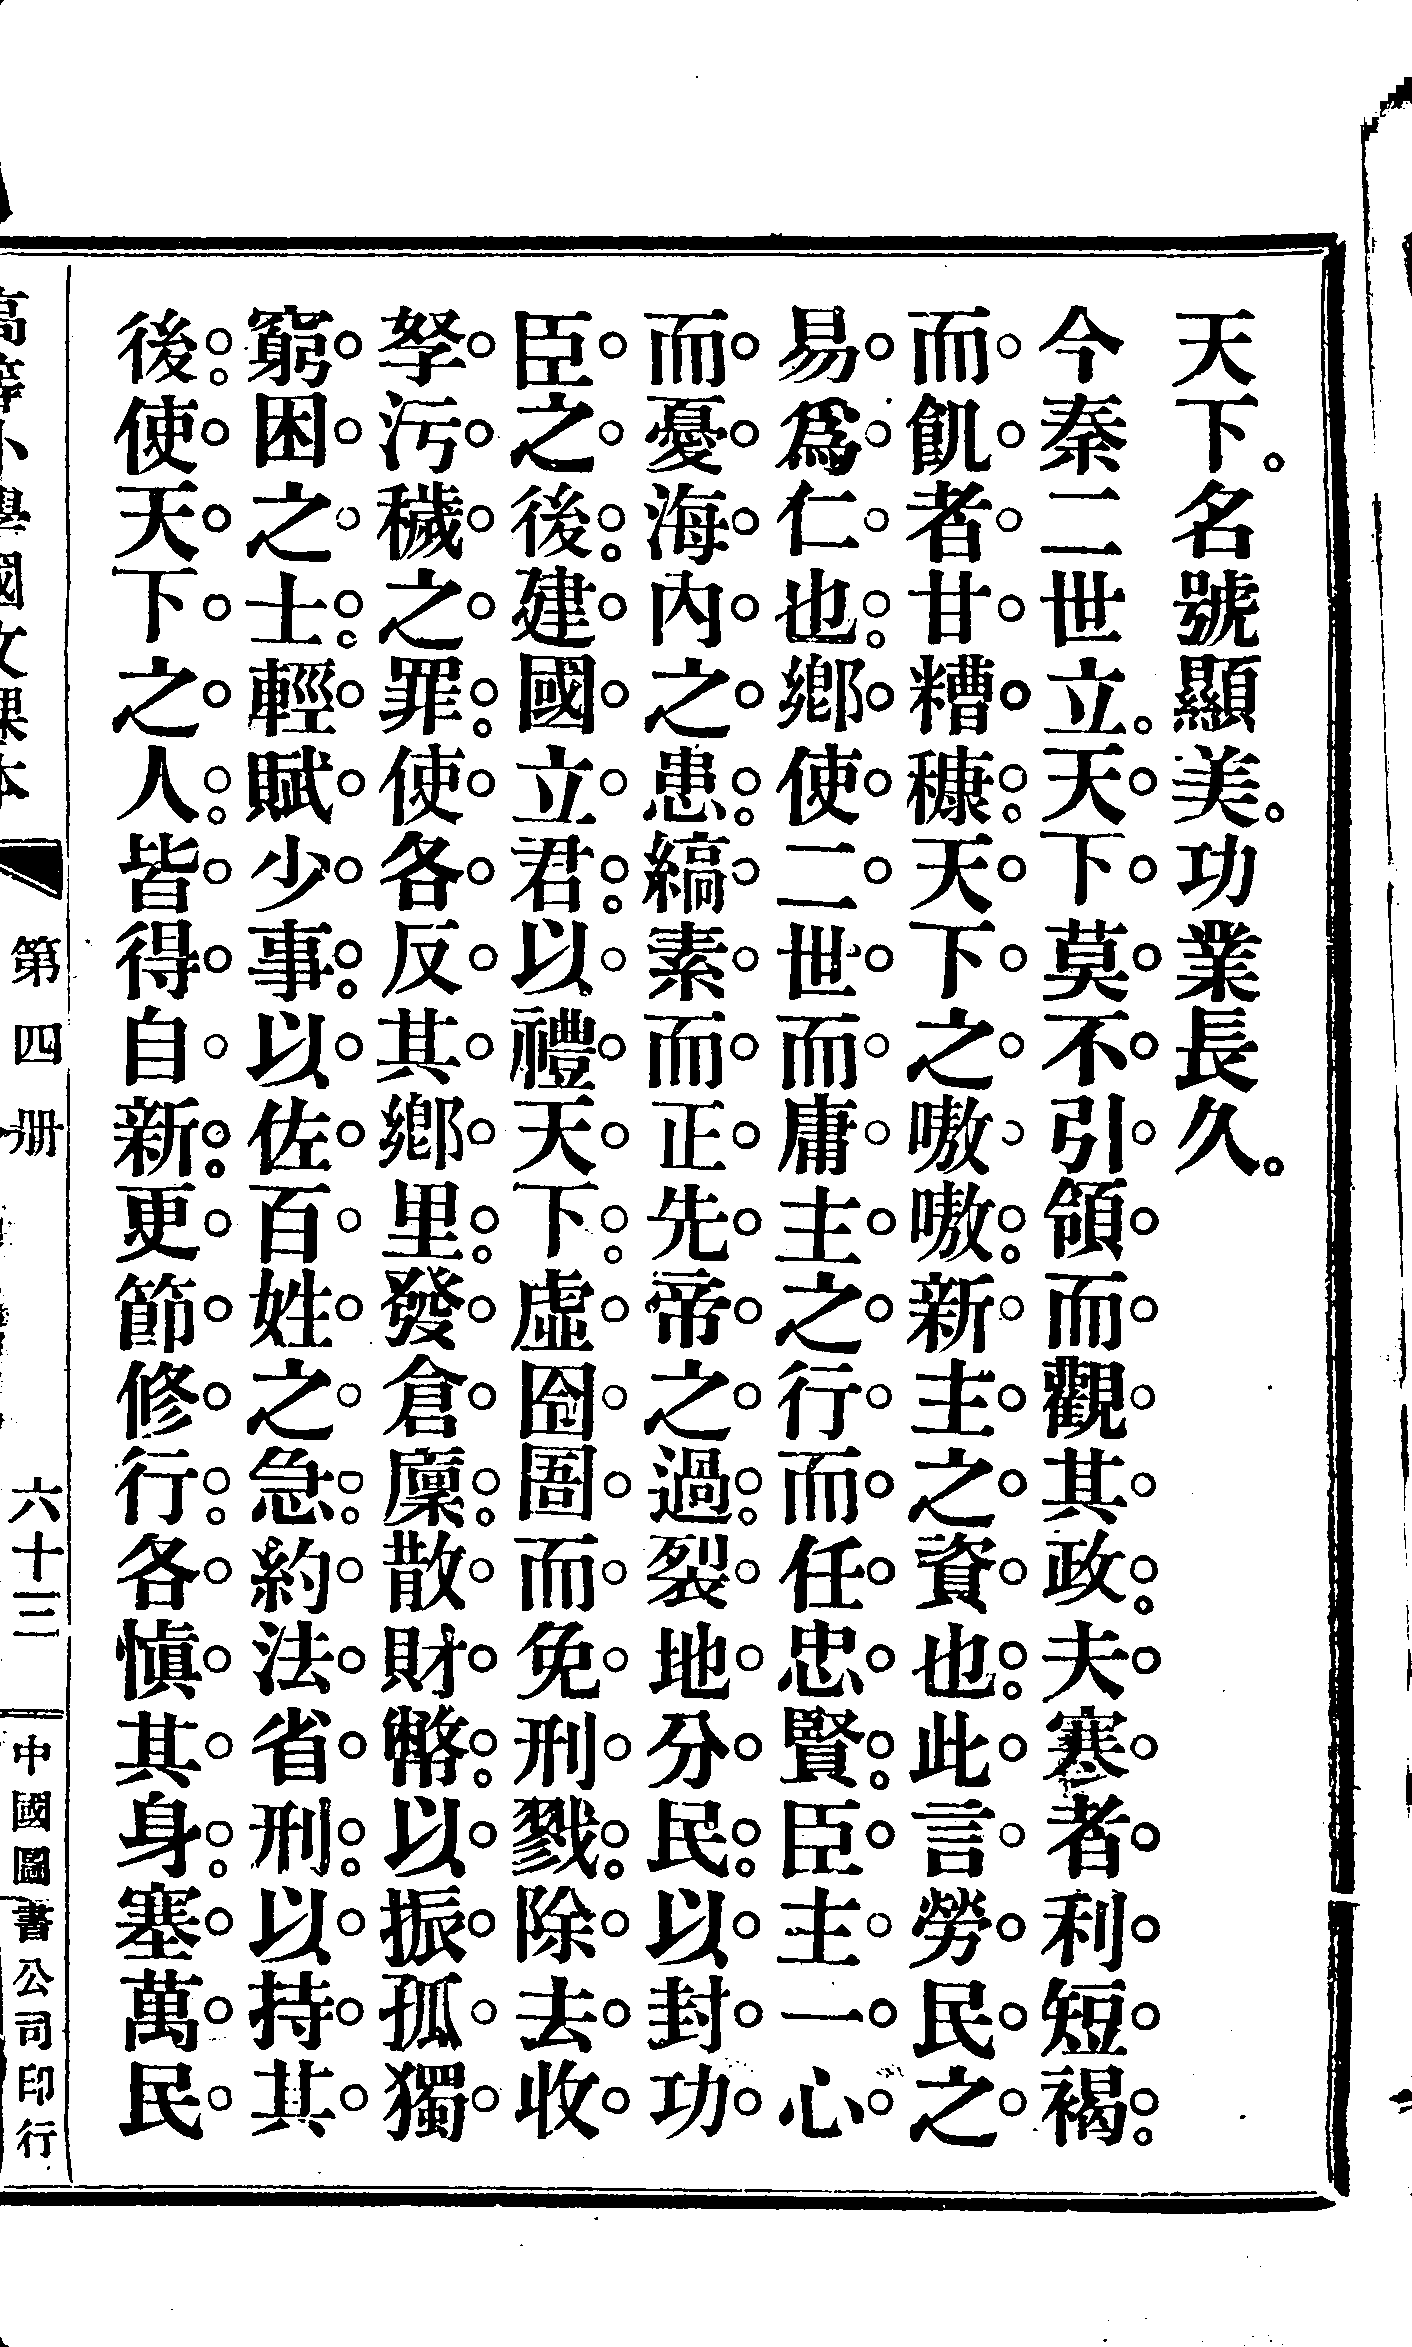 天下。名號顯美。功業長久。
今秦二世立。天下莫不引領而觀其政。夫寒者利短褐。
而飢者甘糟糠。天下之嗷嗷。新主之資也。此言勞民之
易爲仁也。鄉使二世而庸主之行而任忠賢。臣主一心
而憂海內之患。縞素而正先帝之過。裂地分民。以封功
臣之後。建國立君。以禮天下。虛囹圄而免刑戮。除去收
孥污穢之罪。使各反其鄉里。發倉廩。散財幣。以振孤獨
窮困之士。輕賦少事。以佐百姓之急。約法省刑。以持其
後。使天下之人。皆得自新。更節修行。各愼其身。塞萬民
高等小學國文課本 第四册 六十三 中國圖書公司印行